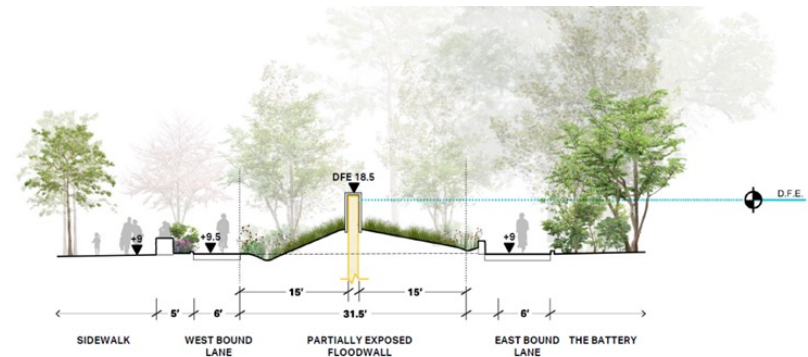 DFE 18.5
D.F.E.
+9
+9.5
+9
15'
15'
5'
6'
31.5'
6'
SIDEWALK
WEST BOUND
LANE
PARTIALLY EXPOSED
FLOODWALL
EAST BOUND
LANE
THE BATTERY